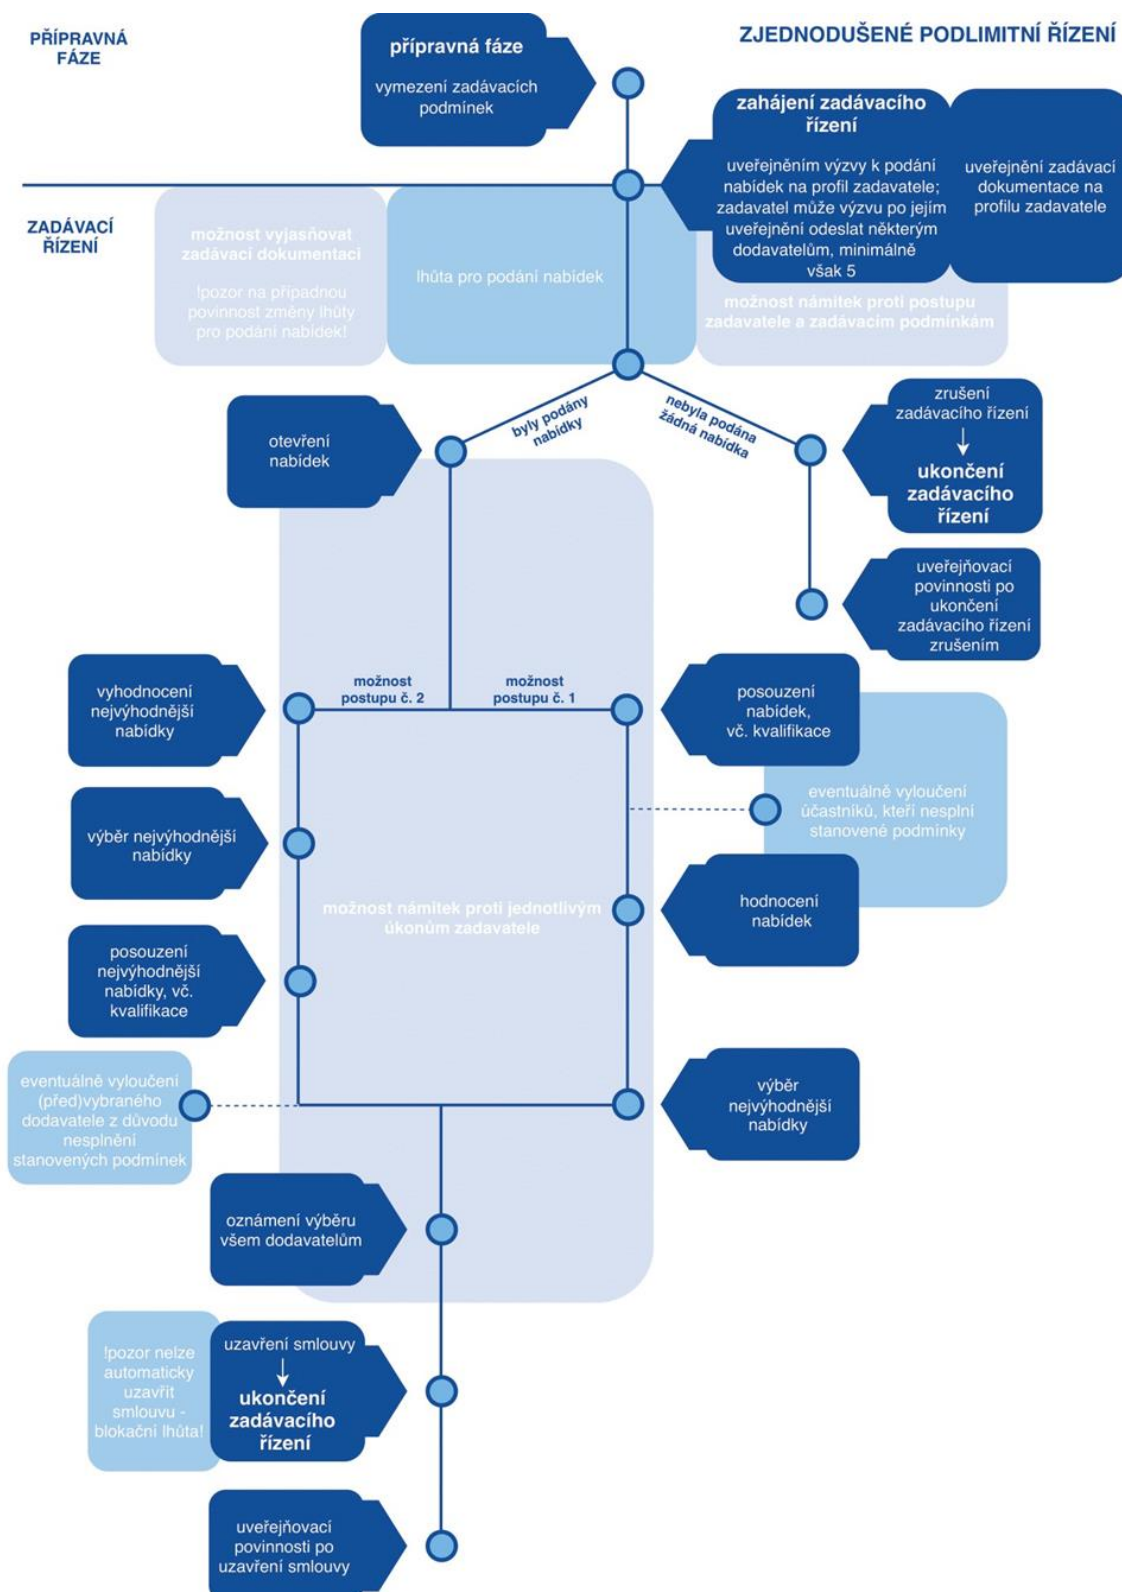 PŘÍPRAVNÁ
FÁZE
ZJEDNODUŠENÉ PODLIMITNÍ ŘÍZENÍ
přípravná fáze
vymezení zadávacích
podmínek
zahájení zadávacího
řízení
uveřejněním výzvy k podání
nabídek na profil zadavatele;
zadavatel může výzvu po jejím
uveřejnění odeslat některým
dodavatelům, minimálně
však 5
uveřejnění zadávací
dokumentace na
profilu zadavatele
ZADÁVACÍ
ŘÍZENÍ
možnost vyjasňovat
zadávací dokumentaci
!pozor na případnou
povinnost změny lhůty
pro podání nabídek!
lhůta pro podání nabídek
možnost námitek proti postupu
zadavatele a zadávacím podmínkám
byly podány
nabídky
nebyla podána
žádná nabídka
otevření
nabídek
zrušení
zadávacího řízení
ukončení
zadávacího
řízení
uveřejňovací
povinnosti po
ukončení
zadávacího řízení
zrušením
možnost
postupu č. 2
možnost
postupu č. 1
vyhodnocení
nejvýhodnější
nabídky
posouzení
nabídek,
vč. kvalifikace
eventuálně vyloučení
účastníků, kteří nesplní
stanovené podmínky
výběr nejvýhodnější
nabídky
možnost námitek proti jednotlivým
úkonům zadavatele
hodnocení
nabídek
posouzení
nejvýhodnější
nabídky, vč.
kvalifikace
eventuálně vyloučení
(před)vybraného
dodavatele z důvodu
nesplnění
stanovených podmínek
výběr
nejvýhodnější
nabídky
oznámení výběru
všem dodavatelům
!pozor nelze
automaticky
uzavřít
smlouvu -
blokační lhůta!
uzavření smlouvy
ukončení
zadávacího
řízení
uveřejňovací
povinnosti po
uzavření smlouvy